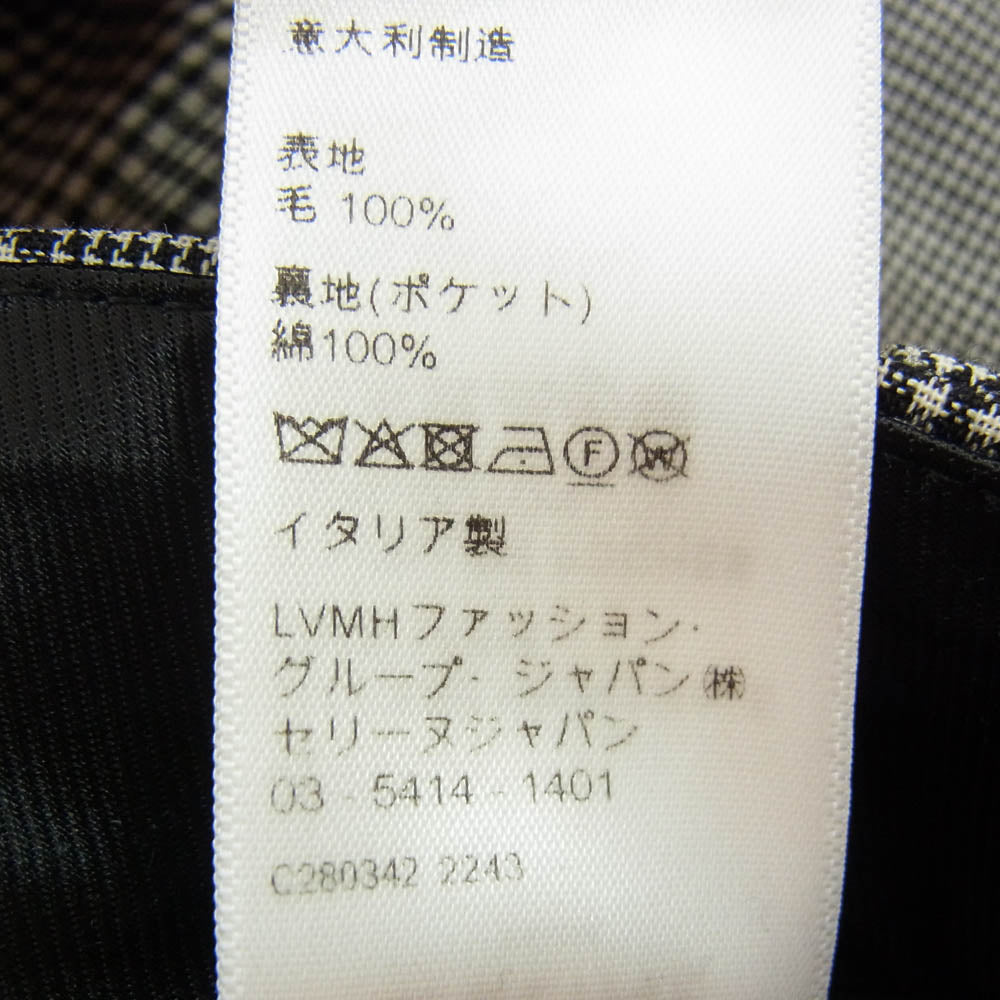 意大利制造
表地
毛 100%
裏地(ポケット)
綿100%
F W
イタリア製
LVMHファッション・
グループ・ジャパン㈱
セリーヌジャパン
03 - 5414 - 1401
C280342 2243